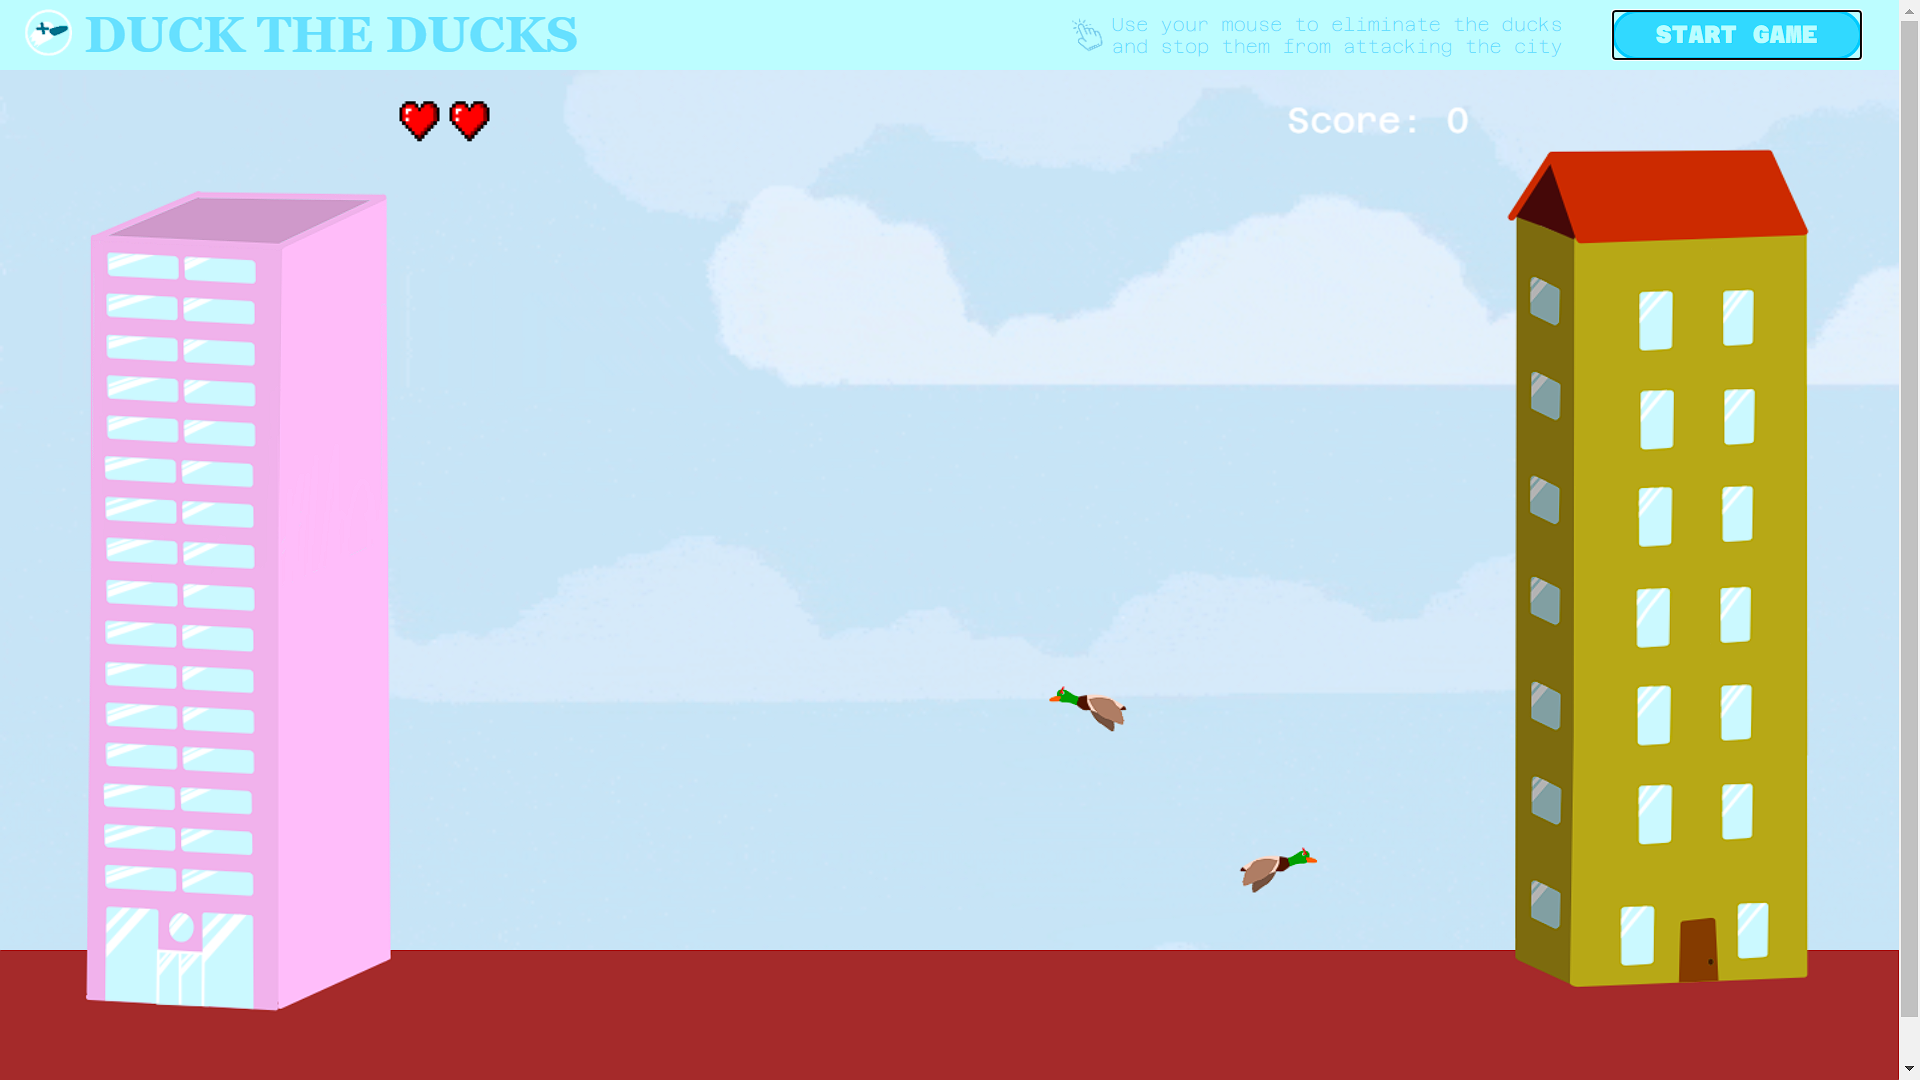 DUCK THE DUCKS
Use your mouse to eliminate the ducks
and stop them from attacking the city
START GAME
Score: 0